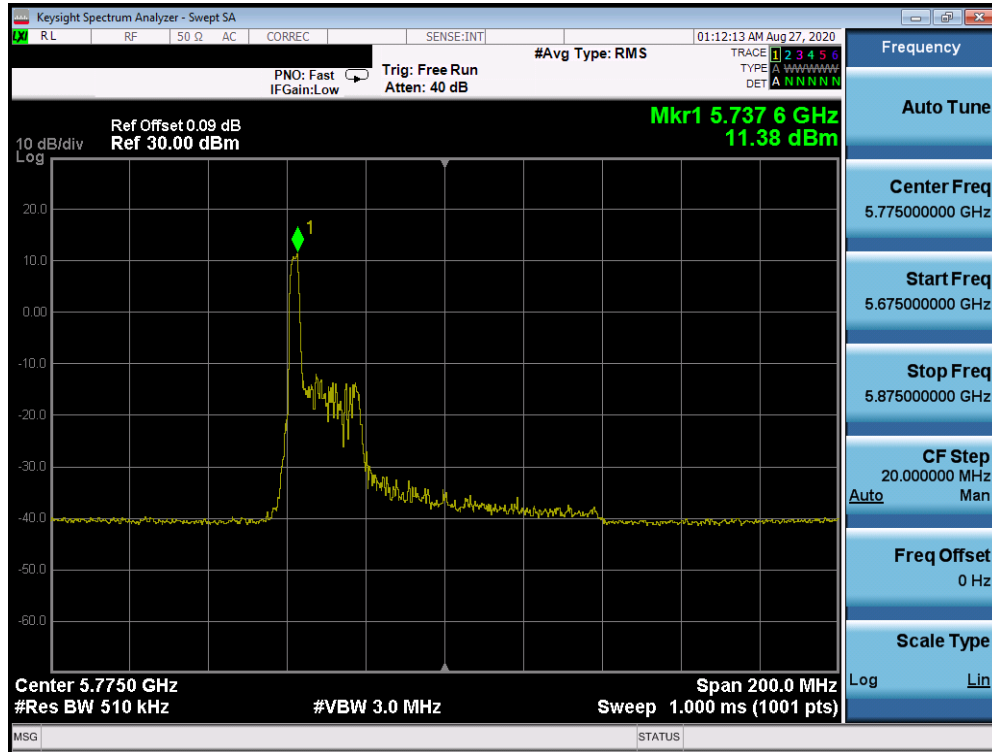 Keysight Spectrum Analyzer - Swept SA
LXI RL RF 50 Ω AC CORREC SENSE:INT 01:12:13 AM Aug 27, 2020
#Avg Type: RMS TRACE 1 2 3 4 5 6
PNO: Fast Trig: Free Run TYPE A WWWWW
IFGain:Low Atten: 40 dB DET A N N N N N
Mkr1 5.737 6 GHz
11.38 dBm
Ref Offset 0.09 dB
10 dB/div Ref 30.00 dBm
Log
1
20.0
10.0
0.00
-10.0
-20.0
-30.0
-40.0
-50.0
-60.0
Center 5.7750 GHz Span 200.0 MHz
#Res BW 510 kHz #VBW 3.0 MHz Sweep 1.000 ms (1001 pts)
MSG STATUS
Frequency
Auto Tune
Center Freq
5.775000000 GHz
Start Freq
5.675000000 GHz
Stop Freq
5.875000000 GHz
CF Step
20.000000 MHz
Auto Man
Freq Offset
0 Hz
Scale Type
Log Lin